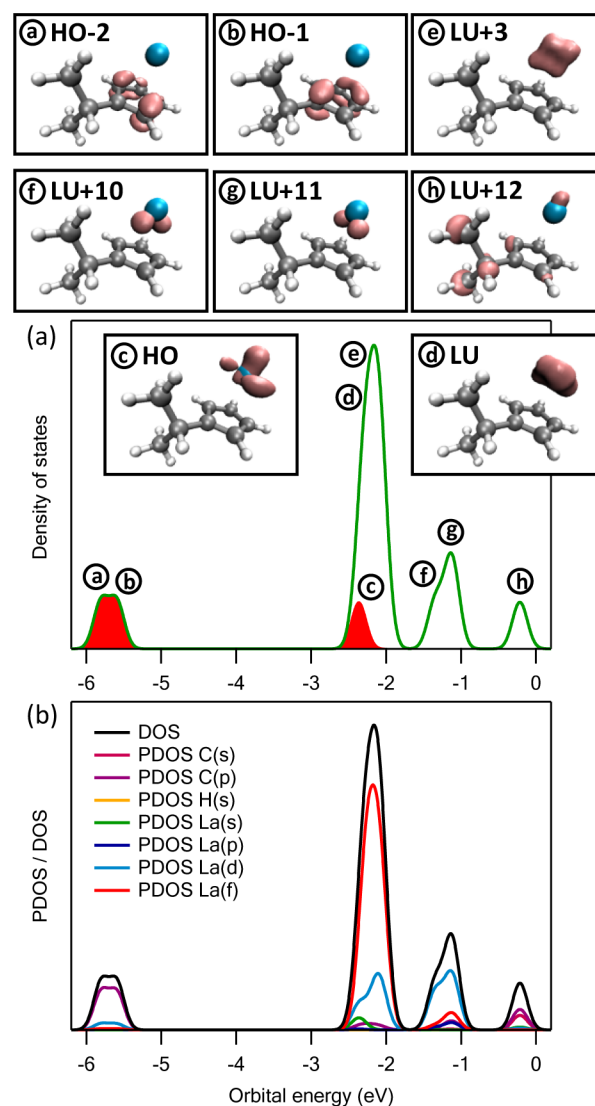 a HO-2
b HO-1
e LU+3
f LU+10
g LU+11
h LU+12
(a)
c HO
d LU
e
d
c
a
b
f
g
h
Density of states
-6 -5 -4 -3 -2 -1 0
(b)
DOS
PDOS C(s)
PDOS C(p)
PDOS H(s)
PDOS La(s)
PDOS La(p)
PDOS La(d)
PDOS La(f)
PDOS / DOS
-6 -5 -4 -3 -2 -1 0
Orbital energy (eV)